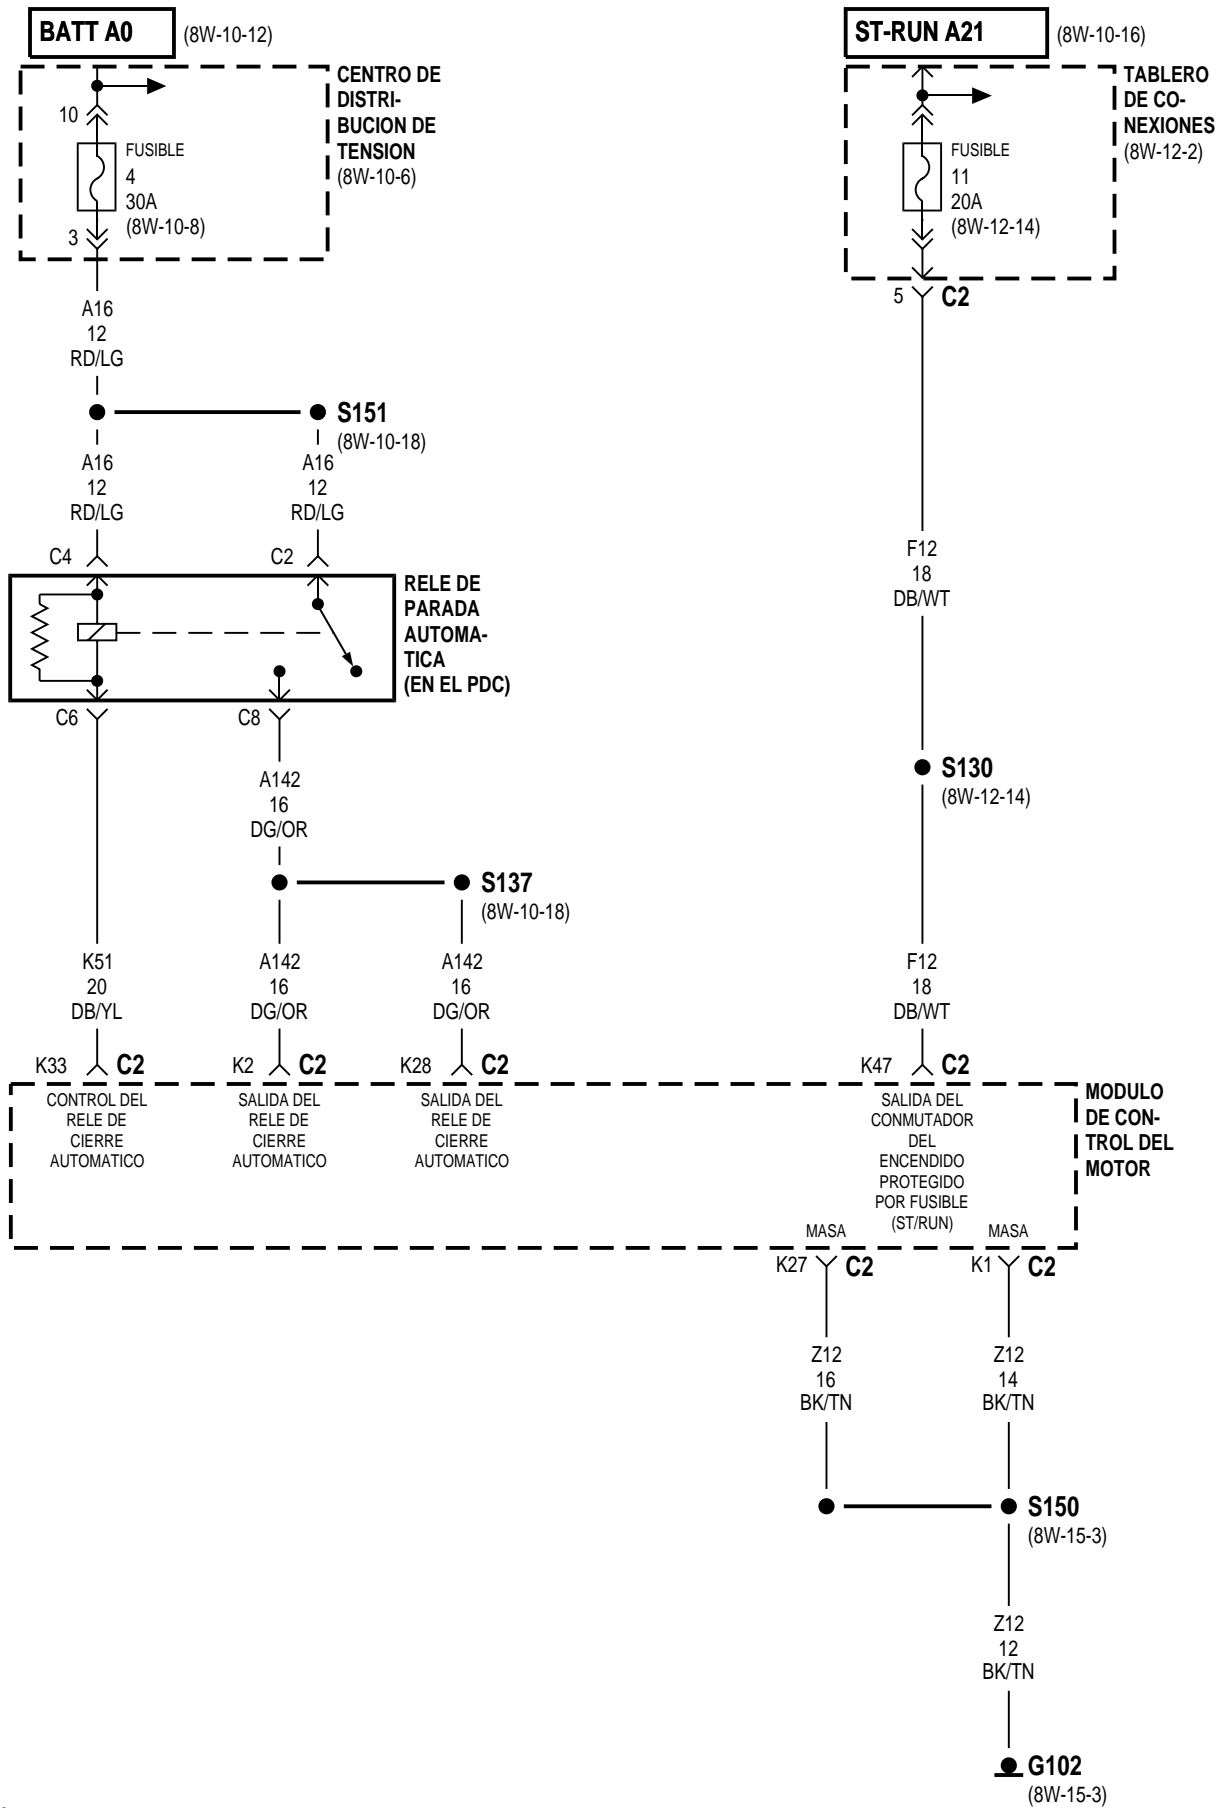 BATT A0
(8W-10-12)
ST-RUN A21
(8W-10-16)
CENTRO DE
DISTRI-
BUCION DE
TENSION
(8W-10-6)
10
FUSIBLE
4
30A
(8W-10-8)
3
TABLERO
DE CO-
NEXIONES
(8W-12-2)
FUSIBLE
11
20A
(8W-12-14)
5
C2
A16
12
RD/LG
S151
(8W-10-18)
A16
12
RD/LG
A16
12
RD/LG
C4
C2
RELE DE
PARADA
AUTOMA-
TICA
(EN EL PDC)
C6
C8
F12
18
DB/WT
A142
16
DG/OR
S130
(8W-12-14)
S137
(8W-10-18)
K51
20
DB/YL
A142
16
DG/OR
A142
16
DG/OR
F12
18
DB/WT
K33
C2
K2
C2
K28
C2
K47
C2
CONTROL DEL
RELE DE
CIERRE
AUTOMATICO
SALIDA DEL
RELE DE
CIERRE
AUTOMATICO
SALIDA DEL
RELE DE
CIERRE
AUTOMATICO
SALIDA DEL
CONMUTADOR
DEL
ENCENDIDO
PROTEGIDO
POR FUSIBLE
(ST/RUN)
MODULO
DE CON-
TROL DEL
MOTOR
MASA
MASA
K27
C2
K1
C2
Z12
16
BK/TN
Z12
14
BK/TN
S150
(8W-15-3)
Z12
12
BK/TN
G102
(8W-15-3)